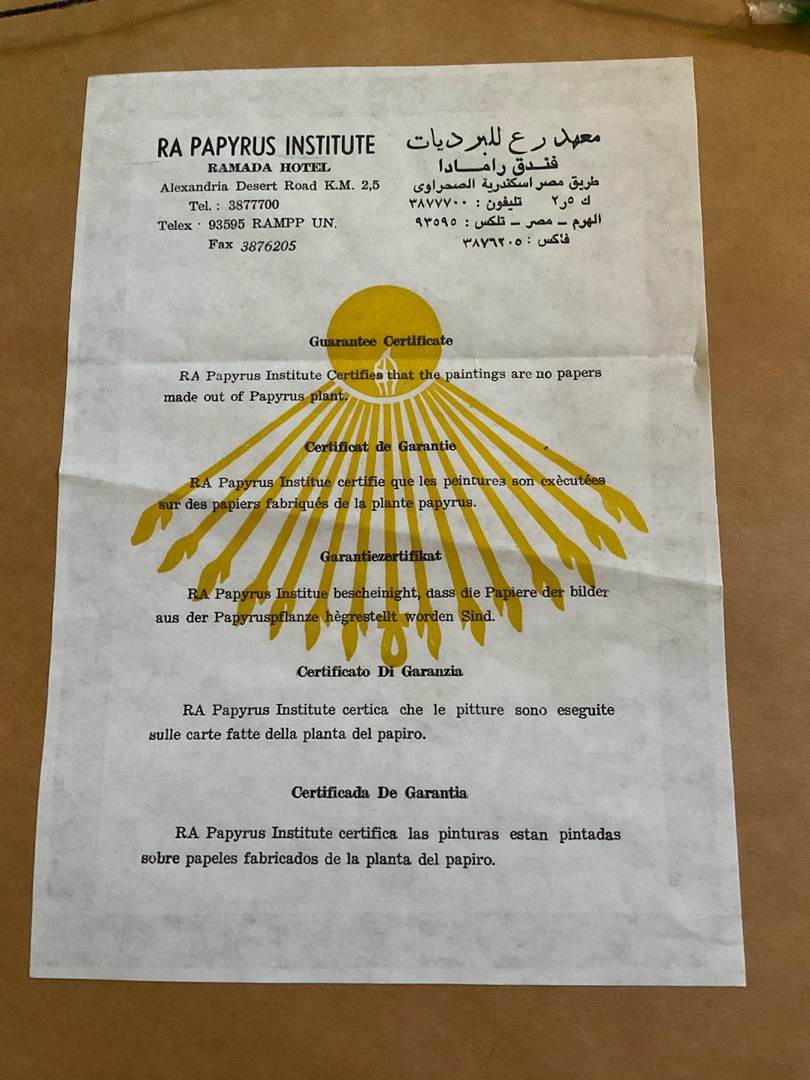 RA PAPYRUS INSTITUTE
RAMADA HOTEL
Alexandria Desert Road K.M. 2,5
Tel.: 3877700
Telex · 93595 RAMPP UN.
Fax 3876205
معهد رع للبرديات
فندق رامـــادا
طريق مصر اسكندرية الصحراوى
ك ٢٫٥ تليفون : ٣٨٧٧٧٠٠
الهرم ــ مصر ــ تلكس : ٩٣٥٩٥
فاكس : ٣٨٧٦٢٠٥
Guarantee Certificate
RA Papyrus Institute Certifies that the paintings are no papers
made out of Papyrus plant.
Certificat de Garantie
RA Papyrus Institue certifie que les peintures son exècutées
sur des papiers fabriqués de la plante papyrus.
Garantiezertifikat
RA Papyrus Institue bescheinight, dass die Papiere der bilder
aus der Papyruspflanze hègrestellt worden Sind.
Certificato Di Garanzia
RA Papyrus Institute certica che le pitture sono eseguite
sulle carte fatte della planta del papiro.
Certificada De Garantia
RA Papyrus Institute certifica las pinturas estan pintadas
sobre papeles fabricados de la planta del papiro.